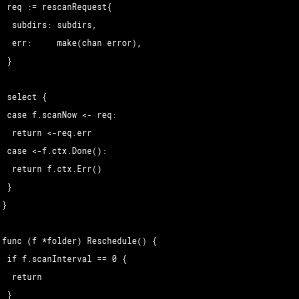 req := rescanRequest{
subdirs: subdirs,
err:     make(chan error),
}
select {
case f.scanNow <- req:
return <-req.err
case <-f.ctx.Done():
return f.ctx.Err()
}
}
func (f *folder) Reschedule() {
if f.scanInterval == 0 {
return
}